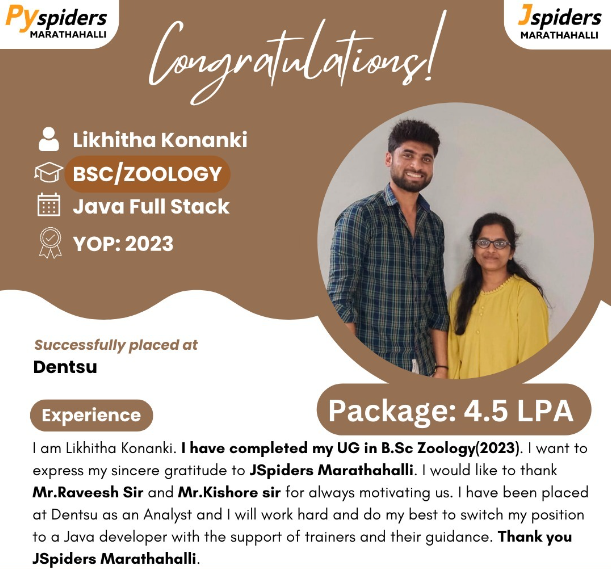 Pyspiders
MARATHAHALLI
Jspiders
MARATHAHALLI
Congratulations!
Likhitha Konanki
BSC/ZOOLOGY
Java Full Stack
YOP: 2023
Successfully placed at
Dentsu
Package: 4.5 LPA
Experience
I am Likhitha Konanki. I have completed my UG in B.Sc Zoology(2023). I want to
express my sincere gratitude to JSpiders Marathahalli. I would like to thank
Mr.Raveesh Sir and Mr.Kishore sir for always motivating us. I have been placed
at Dentsu as an Analyst and I will work hard and do my best to switch my position
to a Java developer with the support of trainers and their guidance. Thank you
JSpiders Marathahalli.